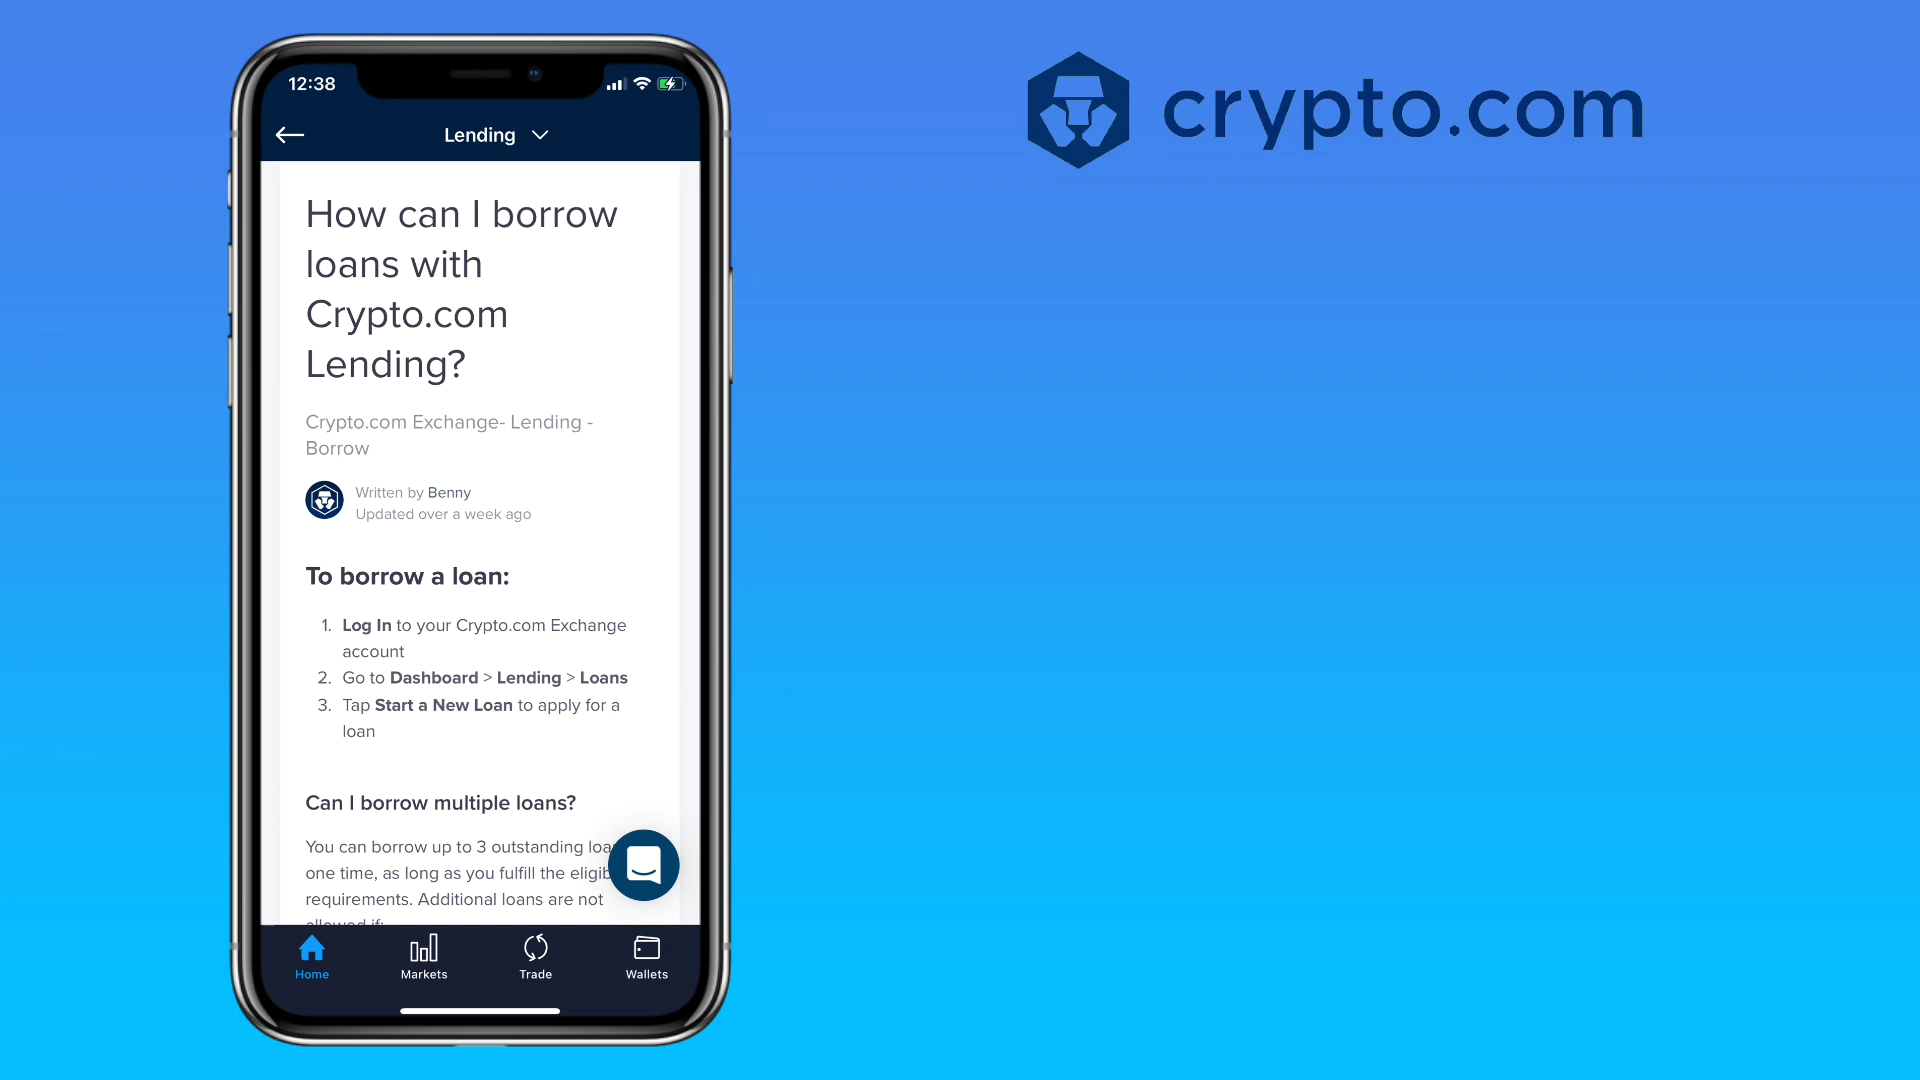 12:38
Lending
How can I borrow
loans with
Crypto.com
Lending?
Crypto.com Exchange- Lending -
Borrow
Written by Benny
Updated over a week ago
To borrow a loan:
1. Log In to your Crypto.com Exchange
account
2. Go to Dashboard > Lending > Loans
3. Tap Start a New Loan to apply for a
loan
Can I borrow multiple loans?
You can borrow up to 3 outstanding
one time, as long as you fulfill the
requirements. Additional loans are not
allowed if:
Home
Markets
Trade
Wallets
crypto.com